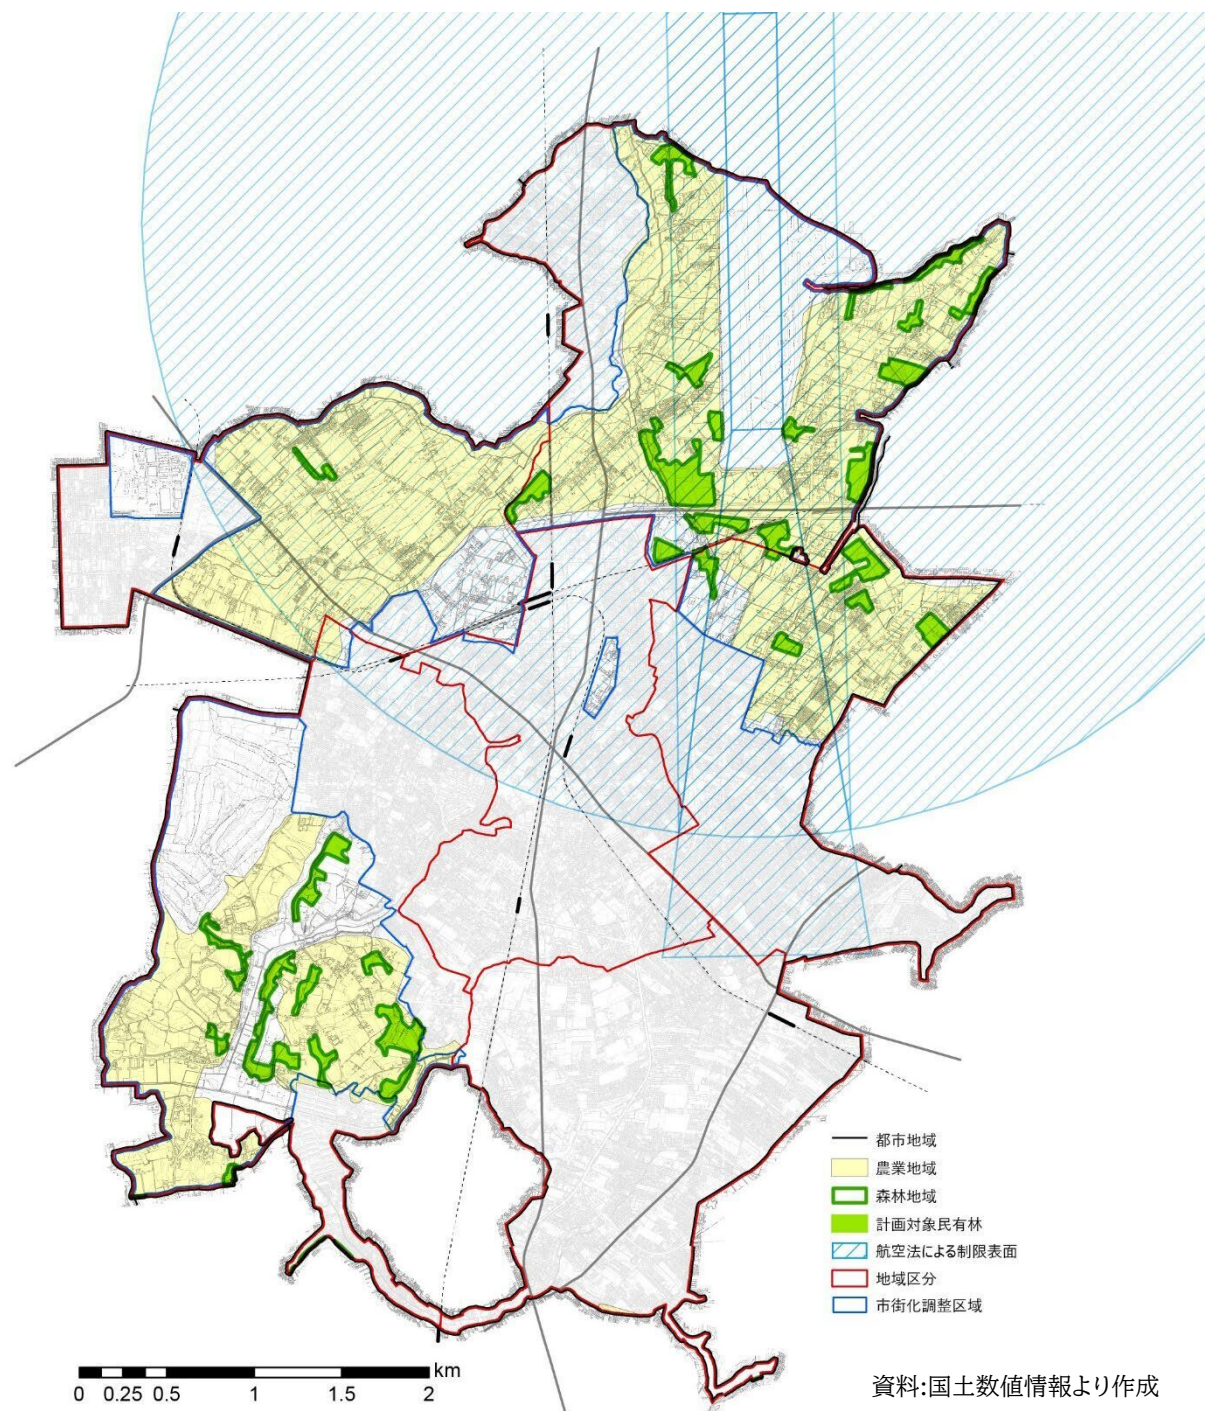 都市地域
農業地域
森林地域
計画対象民有林
航空法による制限表面
地域区分
市街化調整区域
km
0 0.25 0.5 1 1.5 2
資料:国土数値情報より作成